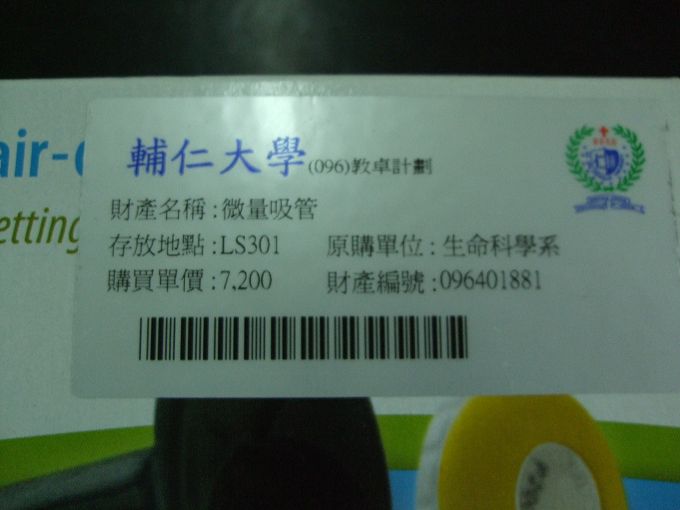 air-
輔仁大學(096)教卓計劃
etting
財產名稱:微量吸管
存放地點:LS301 原購單位:生命科學系
購買單價:7,200 財產編號:096401881